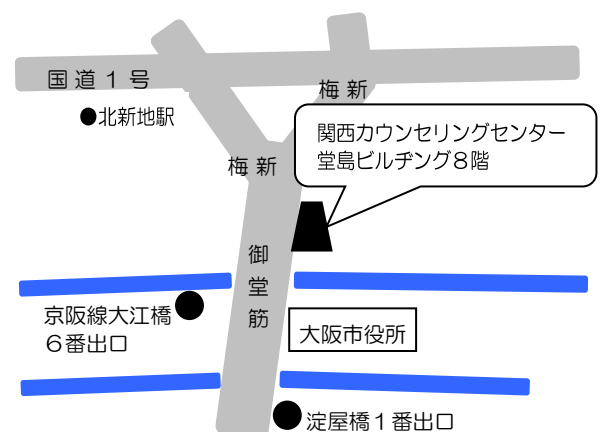 国道１号
梅新
●北新地駅
関西カウンセリングセンター
堂島ビルヂング８階
梅新
御堂筋
京阪線大江橋
６番出口
大阪市役所
淀屋橋１番出口